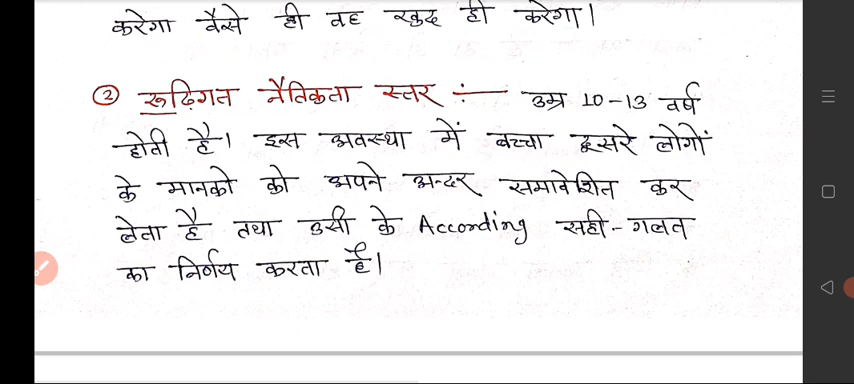 करेगा वैसे ही वह खुद ही करेगा।
② रूढ़िगत नैतिकता स्तर :— उम्र 10-13 वर्ष
होती है। इस अवस्था में बच्चा दूसरे लोगों
के मानको को अपने अन्दर समावेशित कर
लेता है तथा उसी के According सही-गलत
का निर्णय करता है।